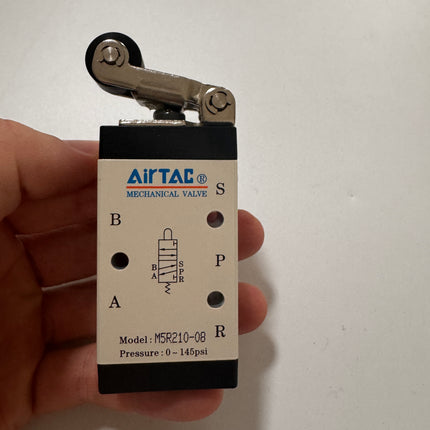 AirTAC ®
MECHANICAL VALVE
S
B
P
A
R
B A
S P R
Model : M5R210-08
Pressure : 0~145psi